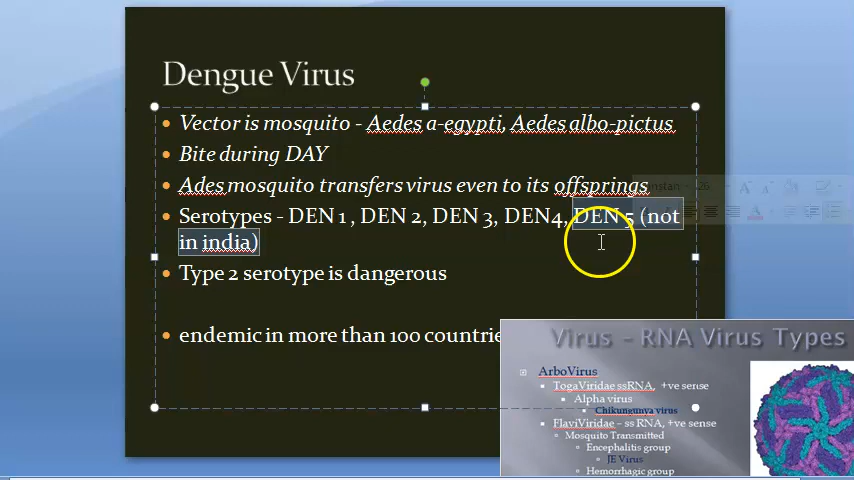 Dengue Virus
Vector is mosquito - Aedes a-egypti, Aedes albo-pictus
Bite during DAY
Ades mosquito transfers virus even to its offsprings
Serotypes - DEN 1 , DEN 2, DEN 3, DEN4, DEN 5 (not
in india)
Type 2 serotype is dangerous
endemic in more than 100 countrie
Virus - RNA Virus Types
ArboVirus
TogaViridae ssRNA, +ve sense
Alpha virus
Chikungunya virus
FlaviViridae - ss RNA, +ve sense
Mosquito Transmitted
Encephalitis group
JE Virus
Hemorrhagic group